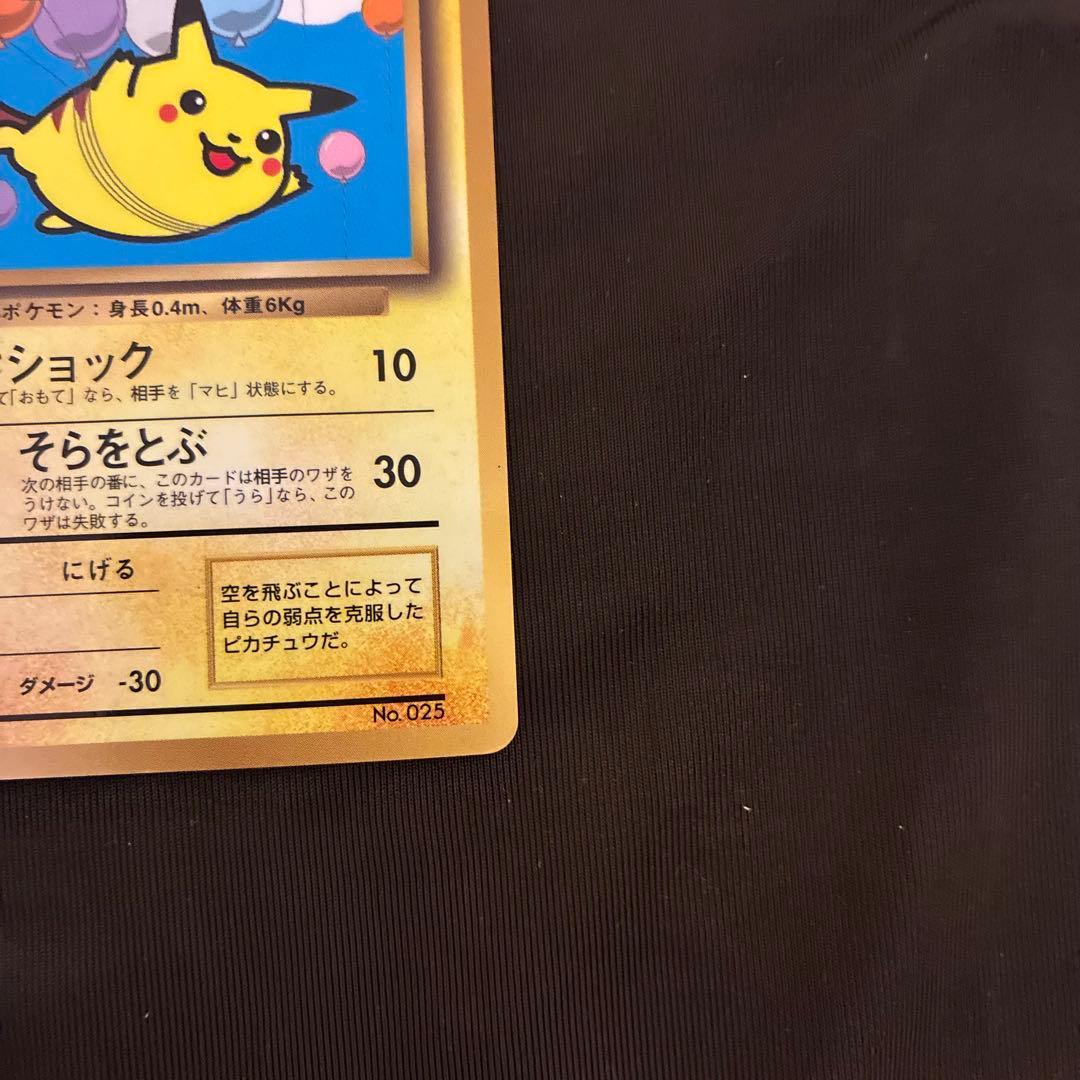 ポケモン：身長0.4m、体重6Kg
ショック 10
て｢おもて」なら、相手を「マヒ」状態にする。
そらをとぶ 30
次の相手の番に、このカードは相手のワザを
うけない。コインを投げて｢うら｣なら、この
ワザは失敗する。
にげる
空を飛ぶことによって
自らの弱点を克服した
ピカチュウだ。
ダメージ -30
No. 025